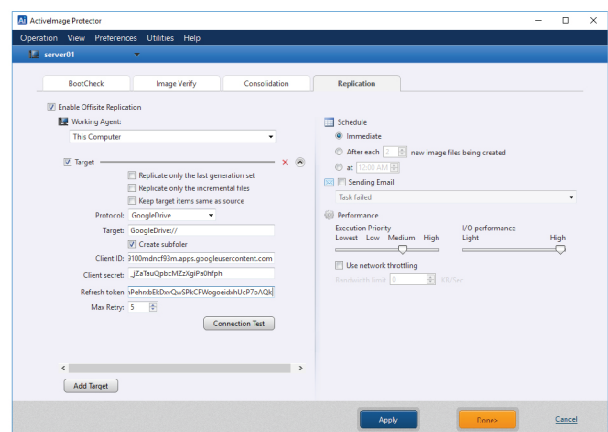 ActiveImage Protector
Operation View Preferences Utilities Help
server01
BootCheck Image Verify Consolidation Replication
Enable Offsite Replication
Working Agent:
This Computer
Target
Replicate only the last generation set
Replicate only the incremental files
Keep target items same as source
Protocol: GoogleDrive
Target: GoogleDrive://
Create subfoler
Client ID: 9100mdncf93m.apps.googleusercontent.com
Client secret:
Refresh token
Max Retry: 5
Connection Test
Add Target
Schedule
Immediate
After each 2 new image files being created
at 12:00 AM
Sending Email
Task failed
Performance
Execution Priority I/O performance
Lowest Low Medium High Light High
Use network throttling
Bandwidth limit 0 KB/Sec
Apply Done> Cancel